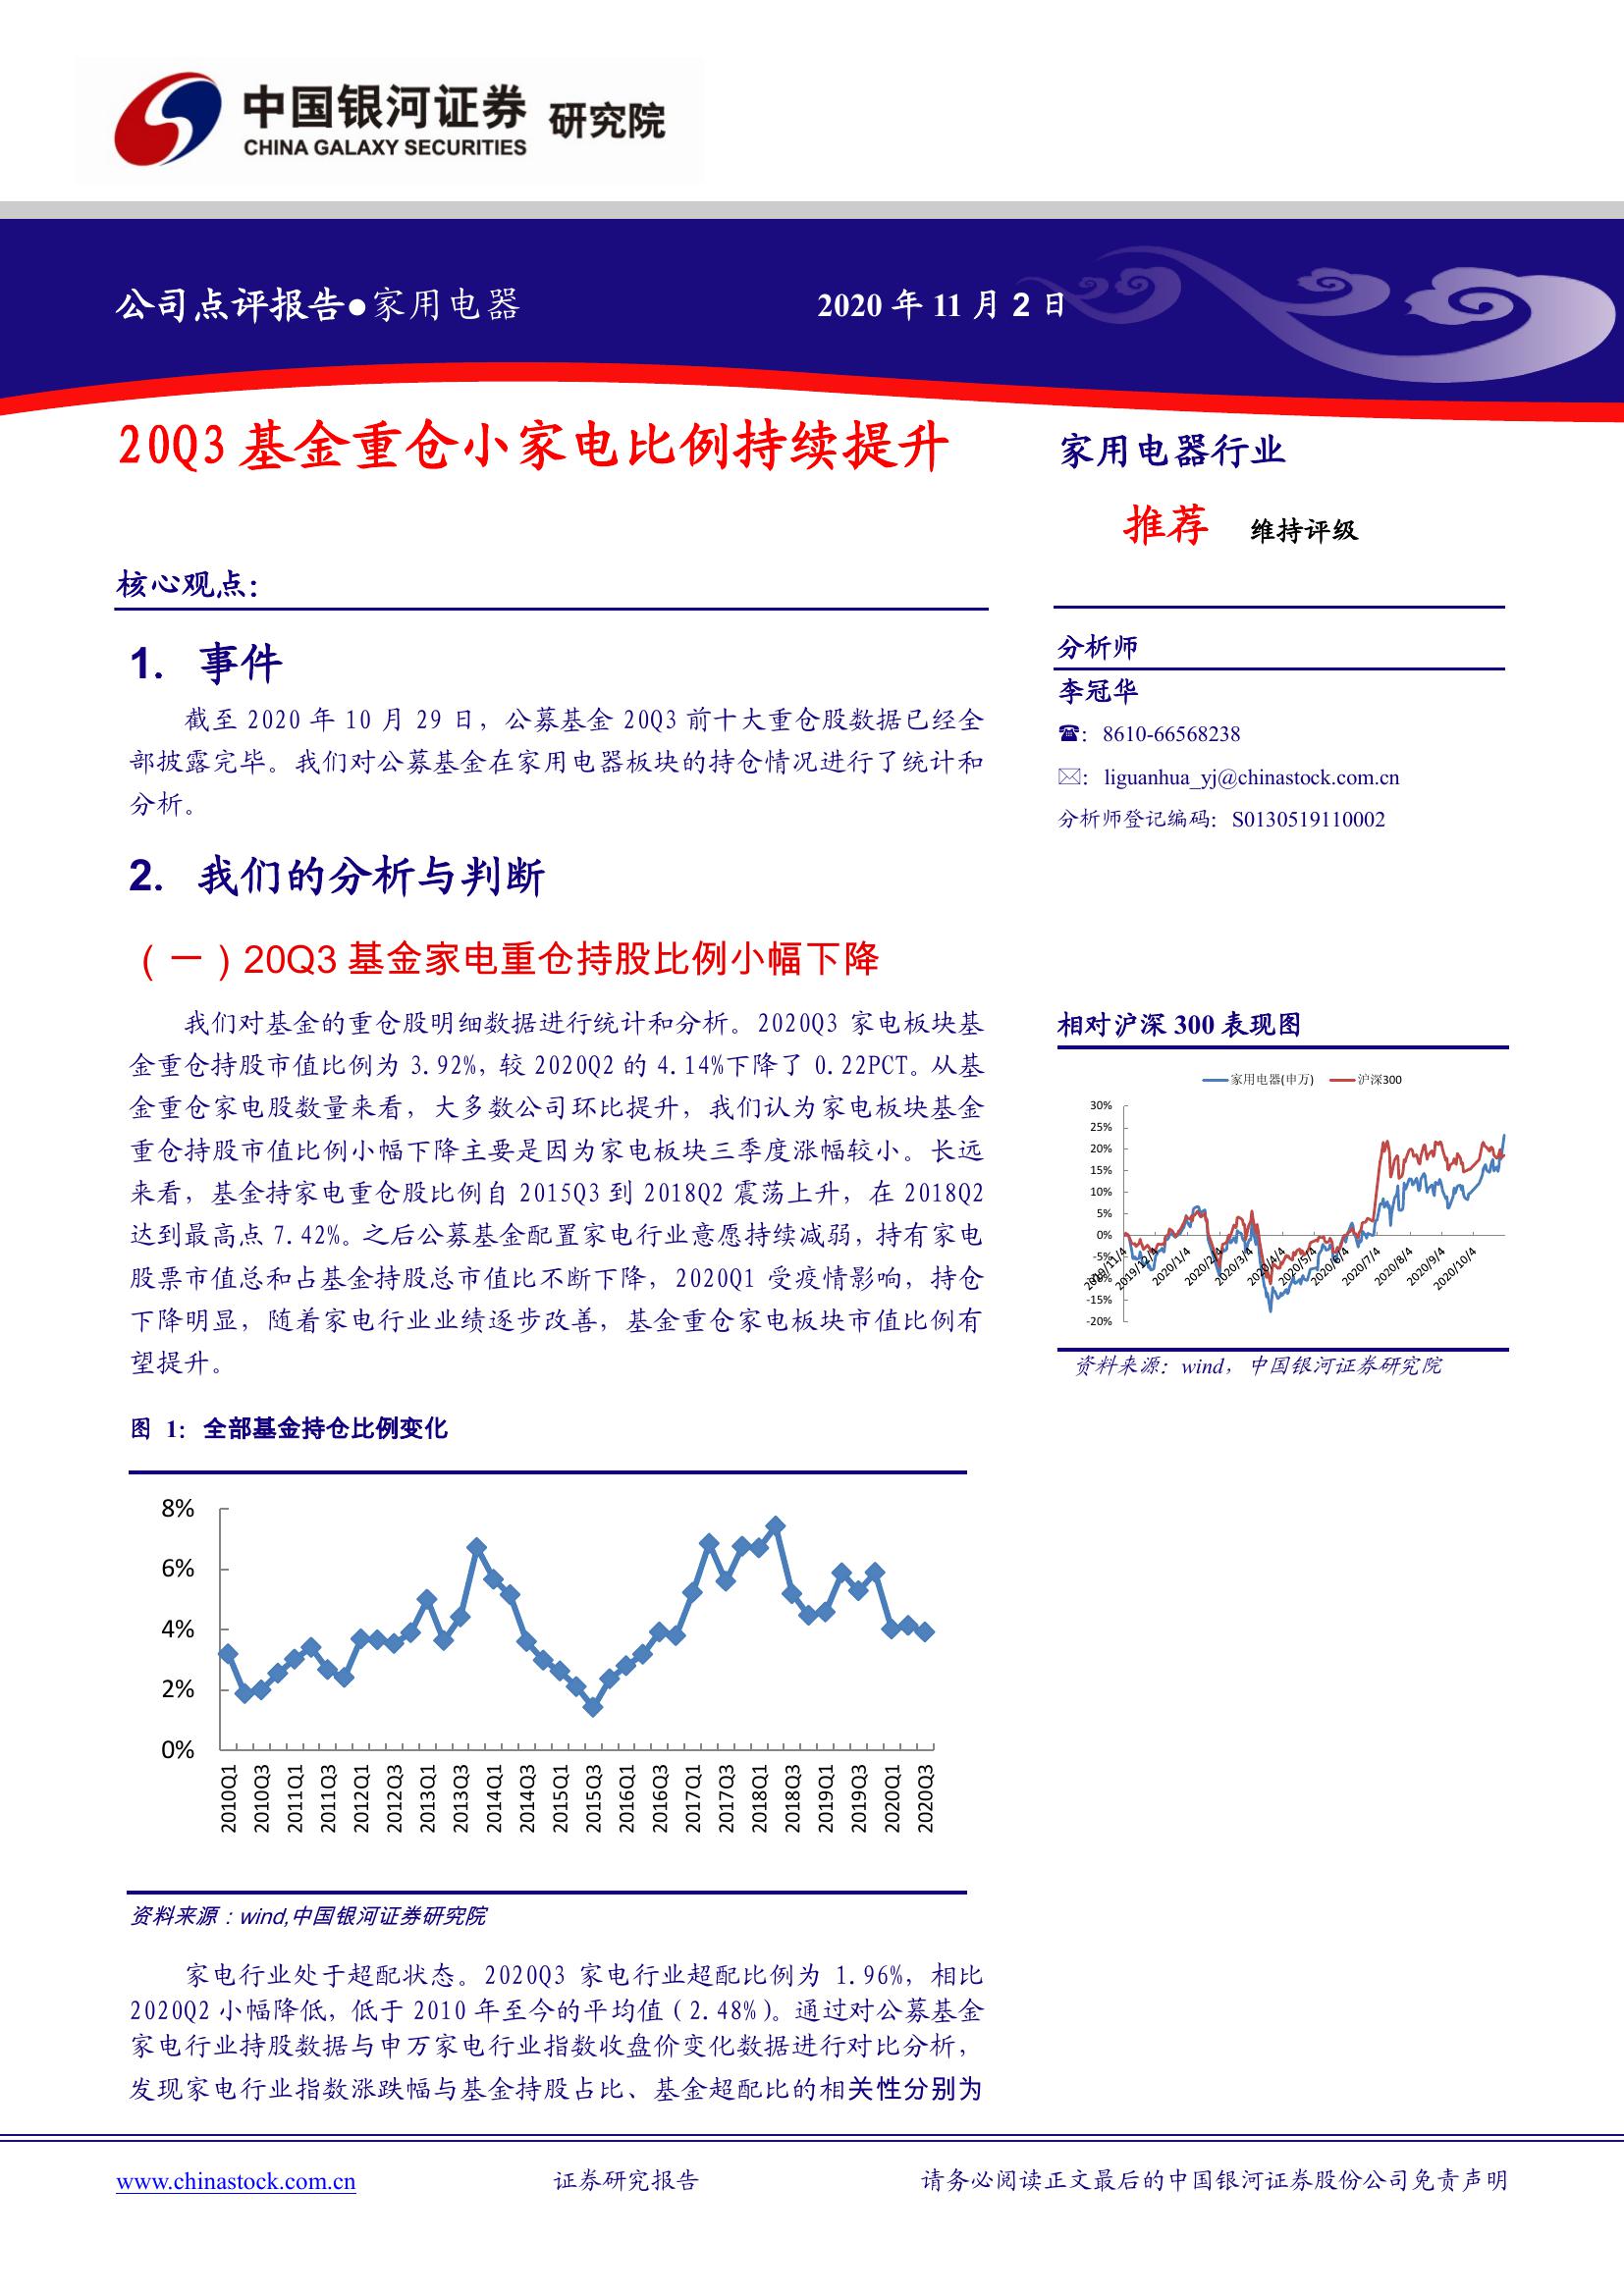 中国银河证券 研究院
CHINA GALAXY SECURITIES
公司点评报告●家用电器
2020 年 11 月 2 日
20Q3 基金重仓小家电比例持续提升
核心观点：
1. 事件
截至 2020 年 10 月 29 日，公募基金 20Q3 前十大重仓股数据已经全
部披露完毕。我们对公募基金在家用电器板块的持仓情况进行了统计和
分析。
2. 我们的分析与判断
（一）20Q3 基金家电重仓持股比例小幅下降
我们对基金的重仓股明细数据进行统计和分析。2020Q3 家电板块基
金重仓持股市值比例为 3.92%，较 2020Q2 的 4.14%下降了 0.22PCT。从基
金重仓家电股数量来看，大多数公司环比提升，我们认为家电板块基金
重仓持股市值比例小幅下降主要是因为家电板块三季度涨幅较小。长远
来看，基金持家电重仓股比例自 2015Q3 到 2018Q2 震荡上升，在 2018Q2
达到最高点 7.42%。之后公募基金配置家电行业意愿持续减弱，持有家电
股票市值总和占基金持股总市值比不断下降，2020Q1 受疫情影响，持仓
下降明显，随着家电行业业绩逐步改善，基金重仓家电板块市值比例有
望提升。
图 1：全部基金持仓比例变化
8%
6%
4%
2%
0%
2010Q1
2010Q3
2011Q1
2011Q3
2012Q1
2012Q3
2013Q1
2013Q3
2014Q1
2014Q3
2015Q1
2015Q3
2016Q1
2016Q3
2017Q1
2017Q3
2018Q1
2018Q3
2019Q1
2019Q3
2020Q1
2020Q3
资料来源：wind,中国银河证券研究院
家电行业处于超配状态。2020Q3 家电行业超配比例为 1.96%，相比
2020Q2 小幅降低，低于 2010 年至今的平均值（2.48%）。通过对公募基金
家电行业持股数据与申万家电行业指数收盘价变化数据进行对比分析，
发现家电行业指数涨跌幅与基金持股占比、基金超配比的相关性分别为
家用电器行业
推荐 维持评级
分析师
李冠华
☎：8610-66568238
✉：liguanhua_yj@chinastock.com.cn
分析师登记编码：S0130519110002
相对沪深 300 表现图
家用电器(申万) 沪深300
30%
25%
20%
15%
10%
5%
0%
-5%
-10%
-15%
-20%
2019/11/4
2019/12/4
2020/1/4
2020/2/4
2020/3/4
2020/4/4
2020/5/4
2020/6/4
2020/7/4
2020/8/4
2020/9/4
2020/10/4
资料来源：wind，中国银河证券研究院
www.chinastock.com.cn 证券研究报告 请务必阅读正文最后的中国银河证券股份公司免责声明